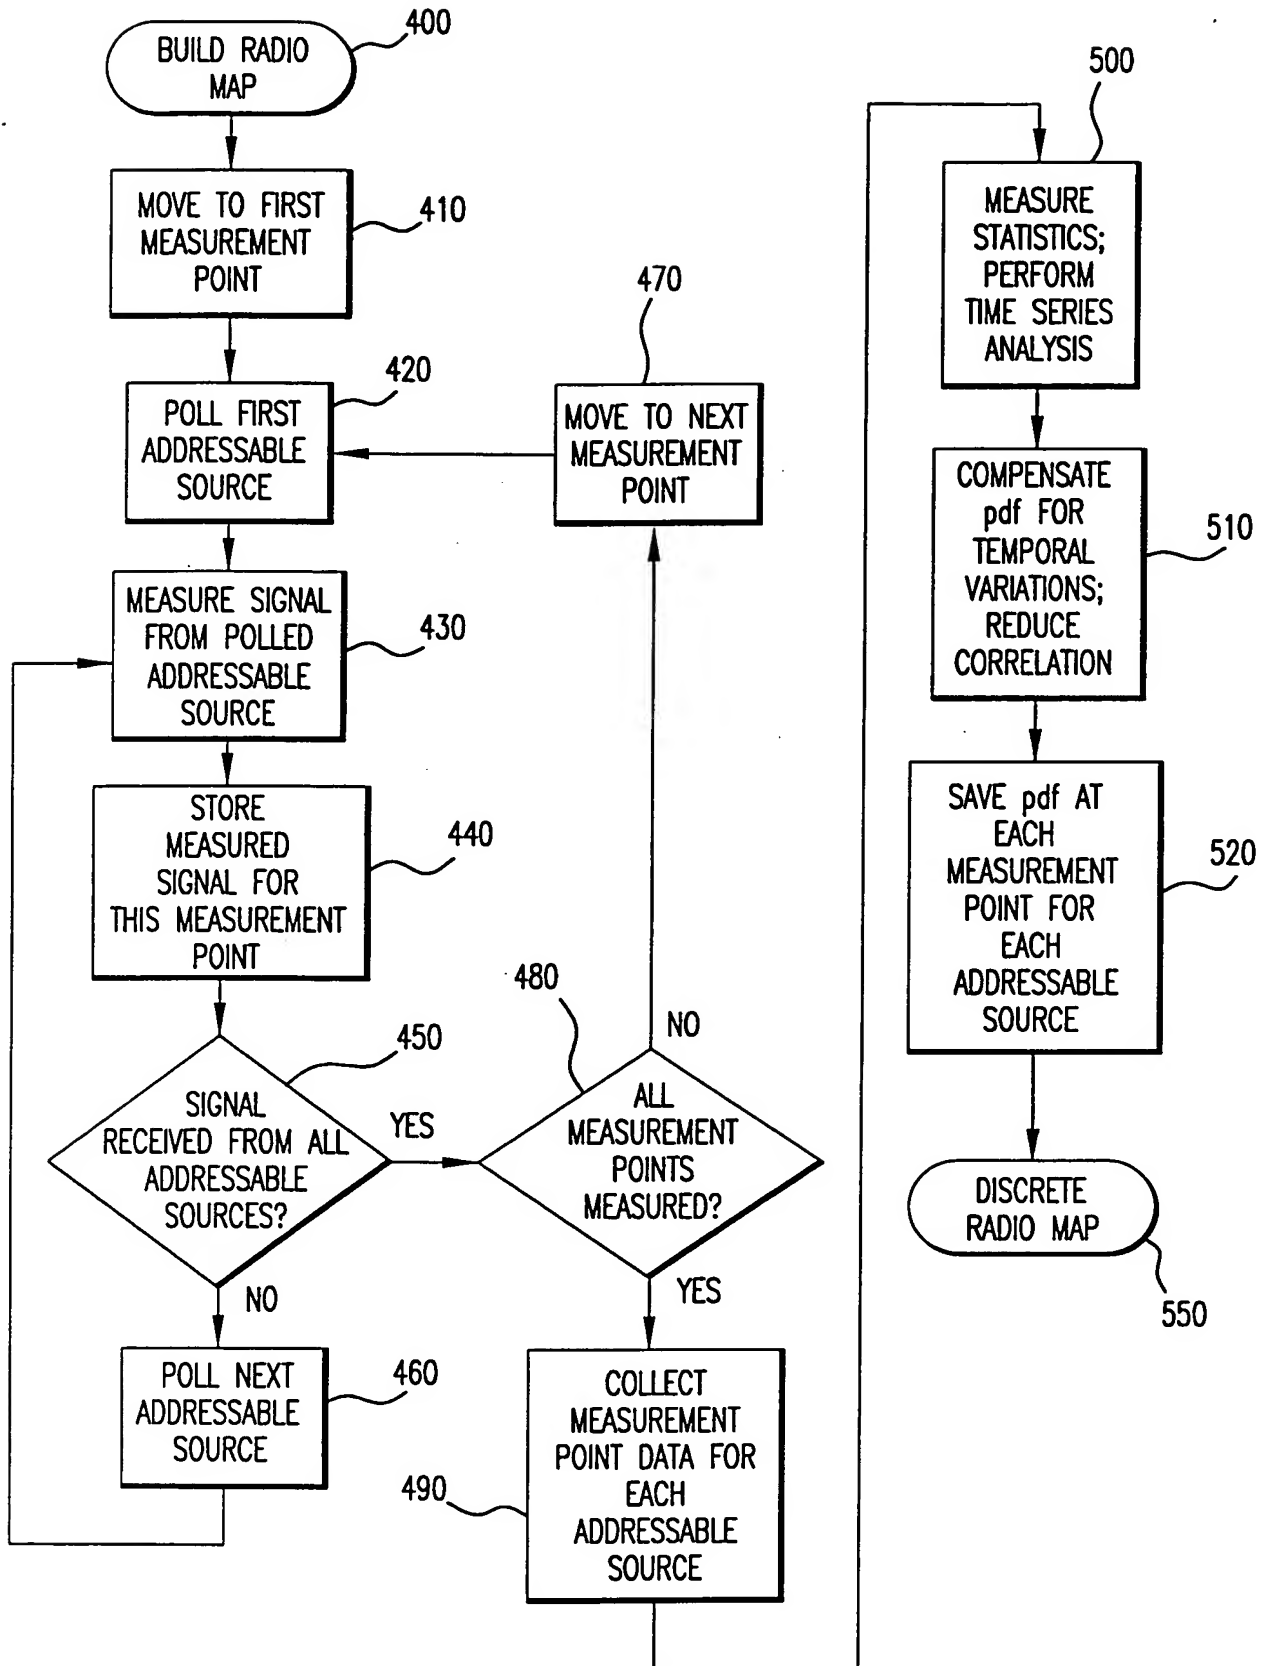 BUILD RADIO
MAP
400
MOVE TO FIRST
MEASUREMENT
POINT
410
POLL FIRST
ADDRESSABLE
SOURCE
420
MEASURE SIGNAL
FROM POLLED
ADDRESSABLE
SOURCE
430
STORE
MEASURED
SIGNAL FOR
THIS MEASUREMENT
POINT
440
SIGNAL
RECEIVED FROM ALL
ADDRESSABLE
SOURCES?
450
YES
NO
POLL NEXT
ADDRESSABLE
SOURCE
460
470
MOVE TO NEXT
MEASUREMENT
POINT
480
NO
ALL
MEASUREMENT
POINTS
MEASURED?
YES
COLLECT
MEASUREMENT
POINT DATA FOR
EACH
ADDRESSABLE
SOURCE
490
500
MEASURE
STATISTICS;
PERFORM
TIME SERIES
ANALYSIS
COMPENSATE
pdf FOR
TEMPORAL
VARIATIONS;
REDUCE
CORRELATION
510
SAVE pdf AT
EACH
MEASUREMENT
POINT FOR
EACH
ADDRESSABLE
SOURCE
520
DISCRETE
RADIO MAP
550